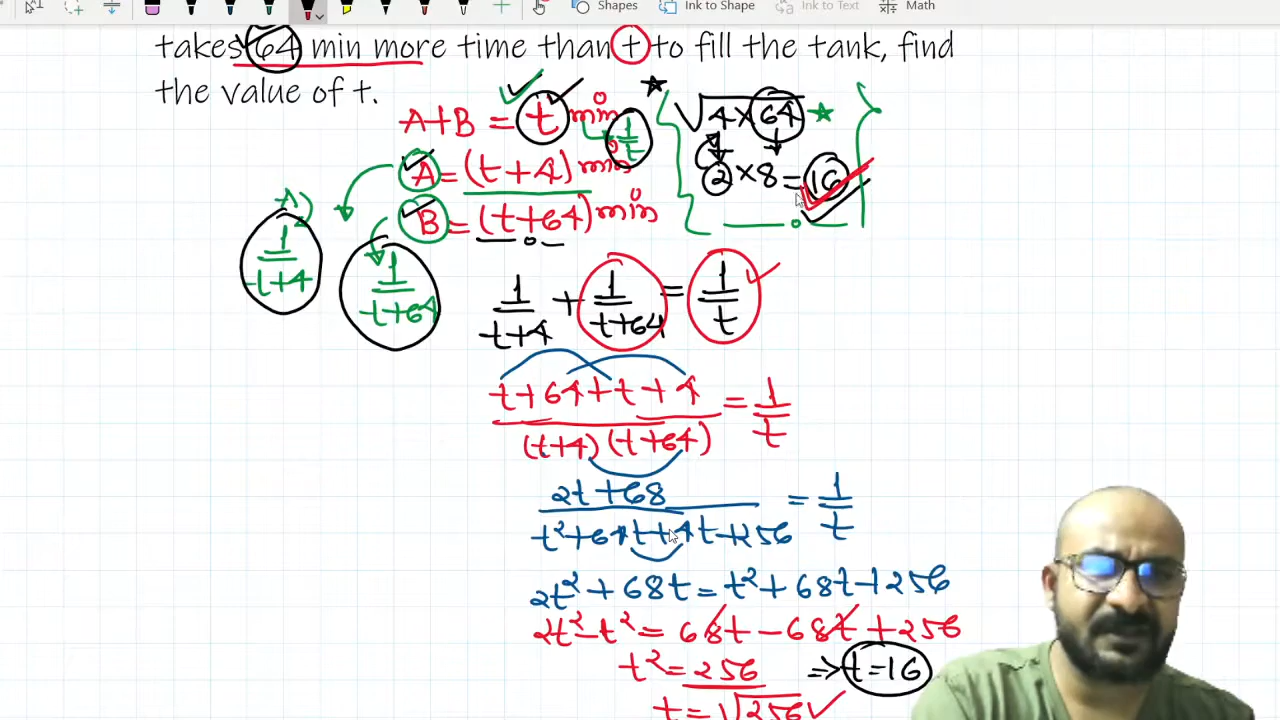 Shapes Ink to Shape Ink to Text Math
takes 64 min more time than t to fill the tank, find
the value of t.
A+B = t min
1/t
√4×64
2×8=16
A = (t+4) min
B = (t+64) min
A)
1/t+4
1/t+64
1/t+4 + 1/t+64 = 1/t
t+64+t+4/(t+4)(t+64) = 1/t
2t+68/t²+64t+4t+256 = 1/t
2t²+68t = t²+68t+256
2t²-t² = 68t-68t+256
t² = 256 ⇒ t=16
t = √256